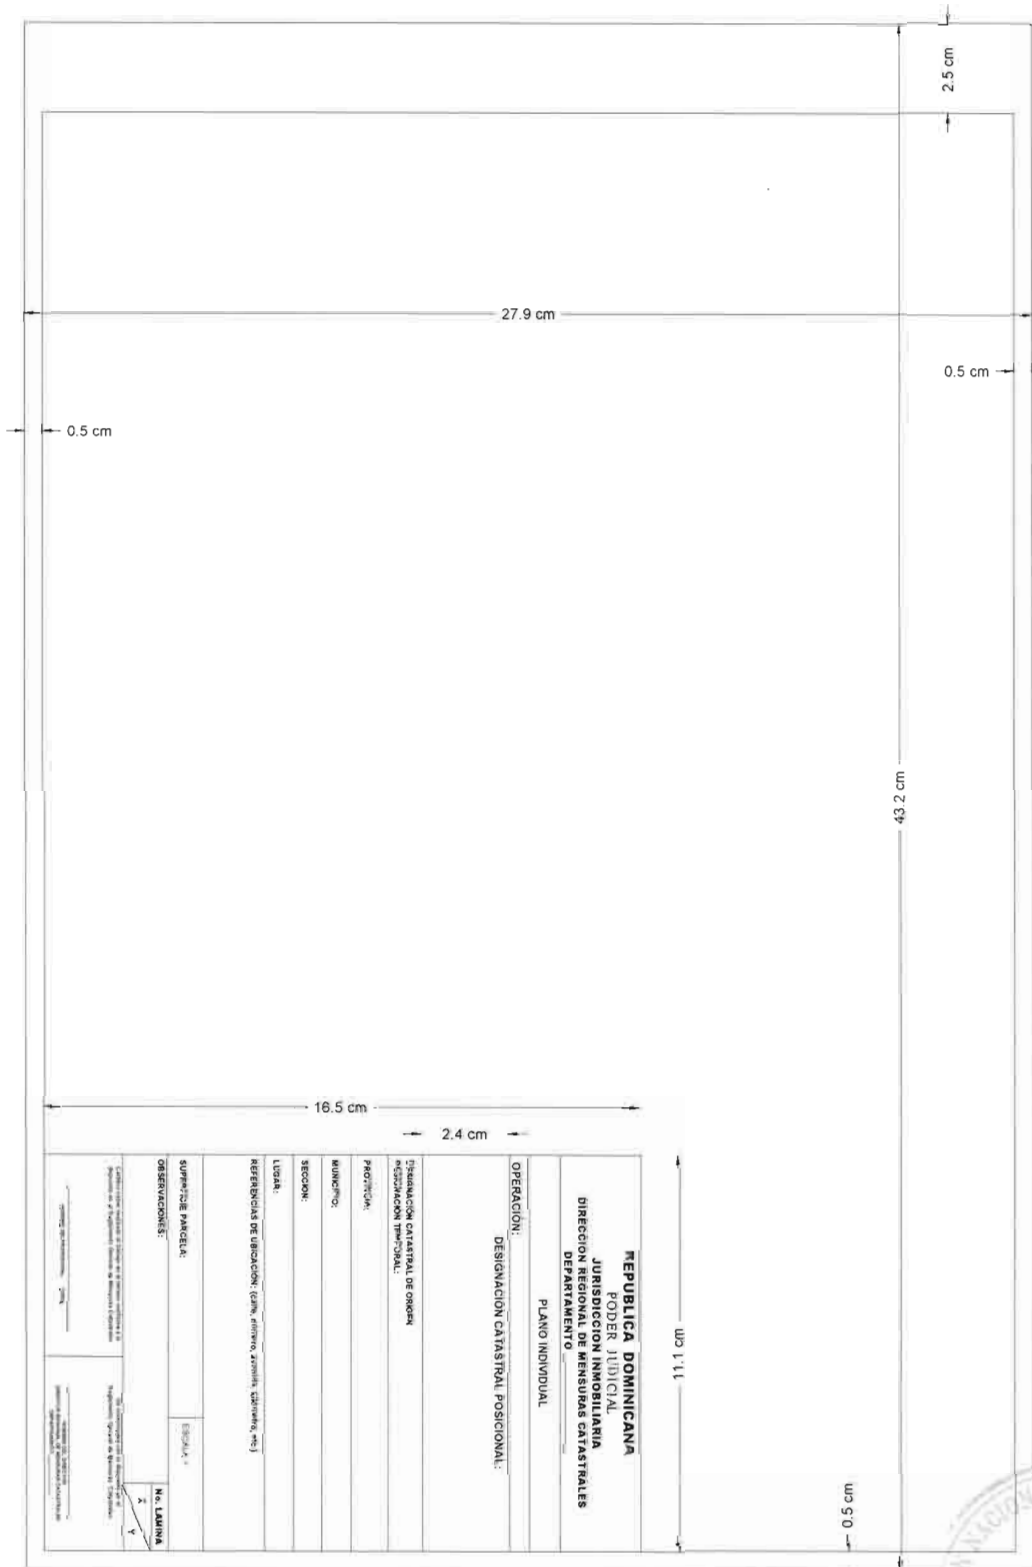 2.5 cm
27.9 cm
0.5 cm
0.5 cm
43.2 cm
16.5 cm
2.4 cm
11.1 cm
0.5 cm
REPUBLICA DOMINICANA
PODER JUDICIAL
JURISDICCION INMOBILIARIA
DIRECCIÓN REGIONAL DE MENSURAS CATASTRALES
DEPARTAMENTO
PLANO INDIVIDUAL
OPERACIÓN:
DESIGNACIÓN CATASTRAL POSICIONAL:
DESIGNACIÓN CATASTRAL DE ORIGEN
DESIGNACIÓN TEMPORAL:
PROVINCIA:
MUNICIPIO:
SECCION:
LUGAR:
REFERENCIAS DE UBICACIÓN: (calle, número, avenida, kilómetro, etc.)
SUPERFICIE PARCELA:
ESCALA
OBSERVACIONES:
No. LAMINA
X
Y
NACION